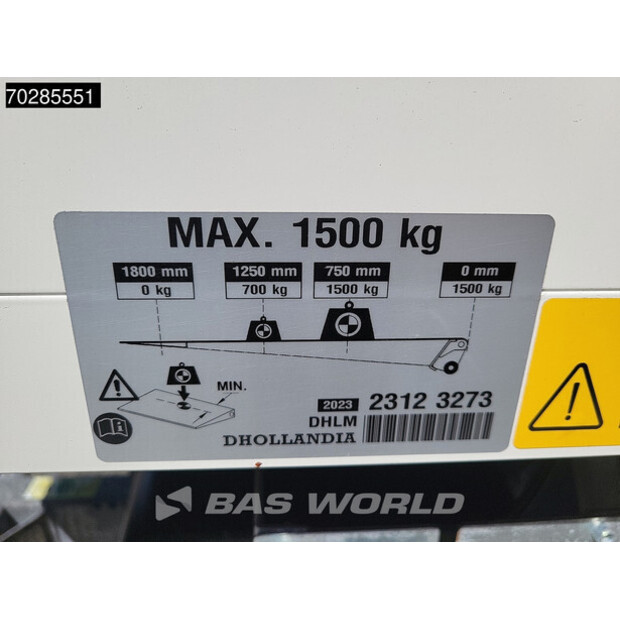 70285551
MAX. 1500 kg
1800 mm 1250 mm 750 mm 0 mm
0 kg 700 kg 1500 kg 1500 kg
MIN.
2023 2312 3273
DHLM
DHOLLANDIA
BAS WORLD